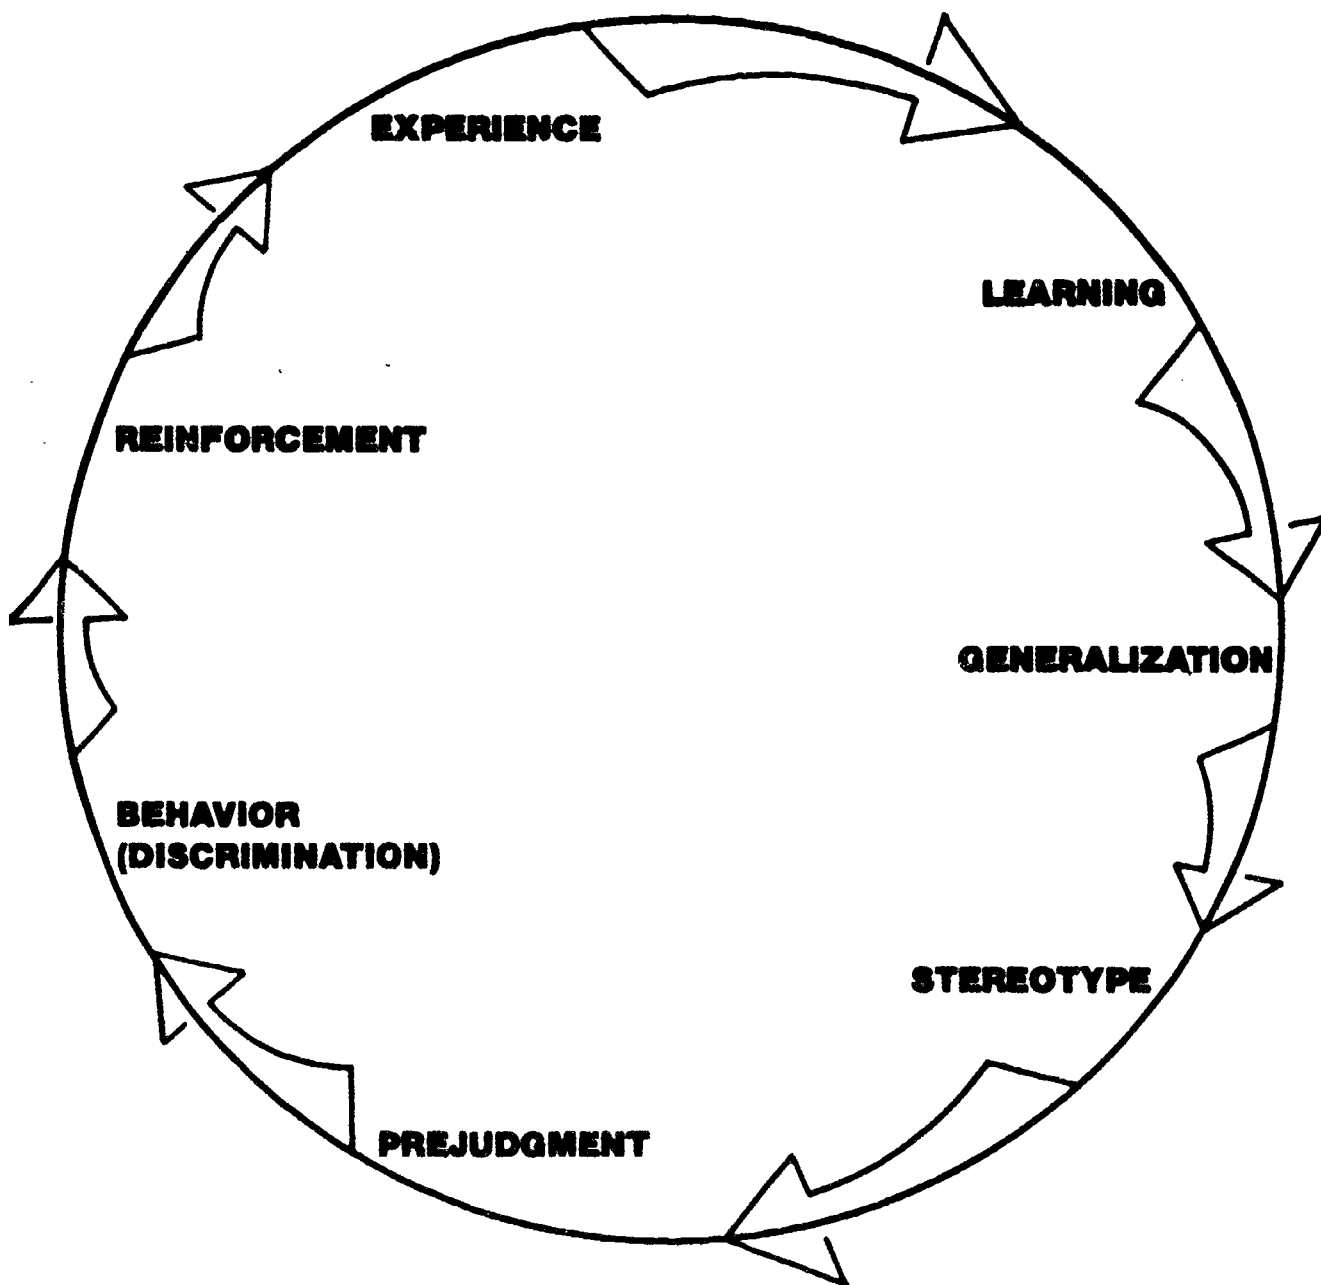 EXPERIENCE
LEARNING
REINFORCEMENT
GENERALIZATION
BEHAVIOR
(DISCRIMINATION)
STEREOTYPE
PREJUDGMENT